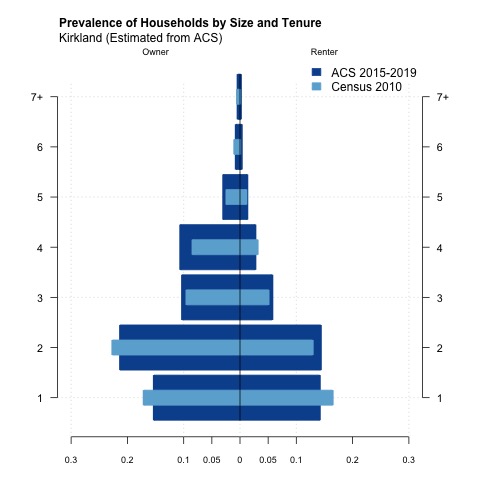 Prevalence of Households by Size and Tenure
Kirkland (Estimated from ACS)
Owner Renter
ACS 2015-2019
Census 2010
7+ 7+
6 6
5 5
4 4
3 3
2 2
1 1
0.3 0.2 0.1 0.05 0 0.05 0.1 0.2 0.3